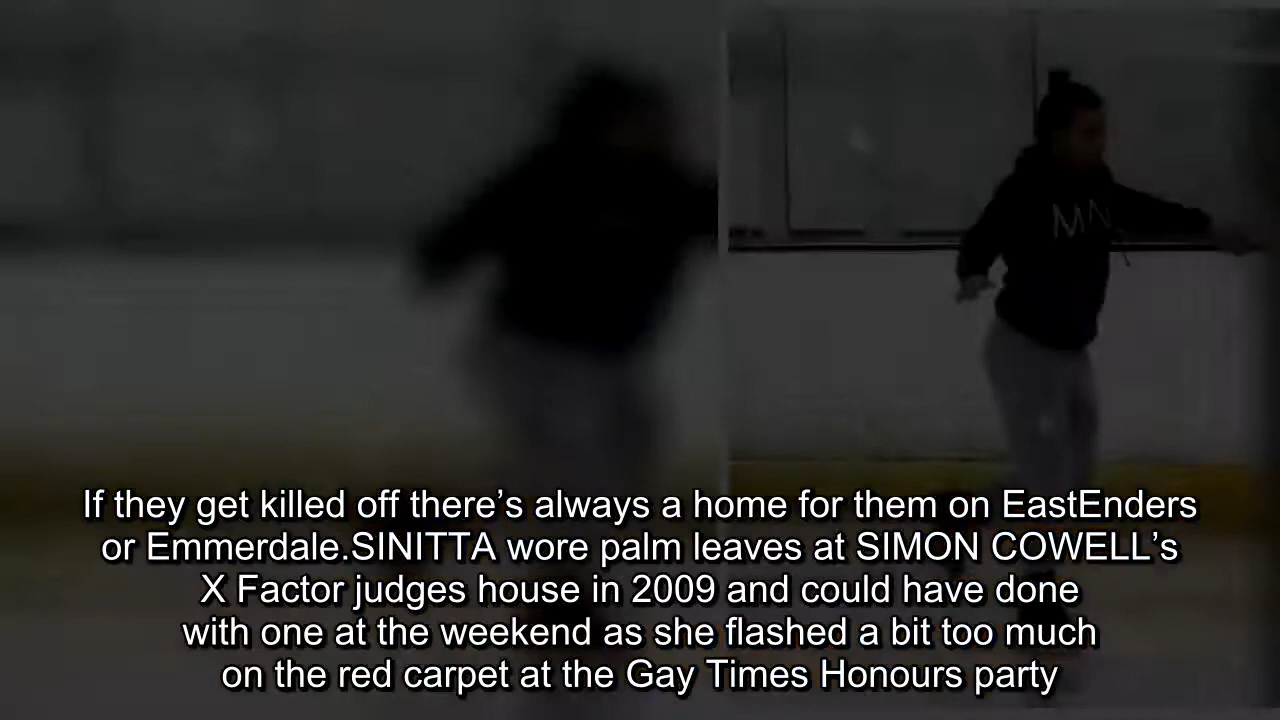 MN
If they get killed off there’s always a home for them on EastEnders
or Emmerdale.SINITTA wore palm leaves at SIMON COWELL’s
X Factor judges house in 2009 and could have done
with one at the weekend as she flashed a bit too much
on the red carpet at the Gay Times Honours party